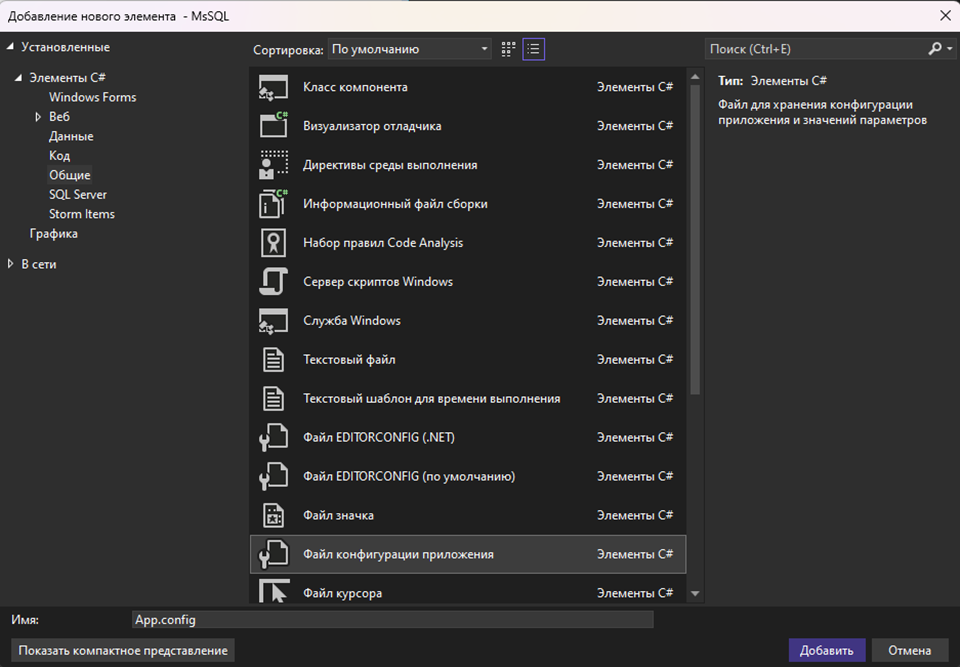 Добавление нового элемента - MsSQL
Установленные
Элементы C#
Windows Forms
Веб
Данные
Код
Общие
SQL Server
Storm Items
Графика
В сети
Сортировка: По умолчанию
Класс компонента Элементы C#
Визуализатор отладчика Элементы C#
Директивы среды выполнения Элементы C#
Информационный файл сборки Элементы C#
Набор правил Code Analysis Элементы C#
Сервер скриптов Windows Элементы C#
Служба Windows Элементы C#
Текстовый файл Элементы C#
Текстовый шаблон для времени выполнения Элементы C#
Файл EDITORCONFIG (.NET) Элементы C#
Файл EDITORCONFIG (по умолчанию) Элементы C#
Файл значка Элементы C#
Файл конфигурации приложения Элементы C#
Файл курсора Элементы C#
Поиск (Ctrl+E)
Тип: Элементы C#
Файл для хранения конфигурации
приложения и значений параметров
Имя: App.config
Показать компактное представление
Добавить
Отмена